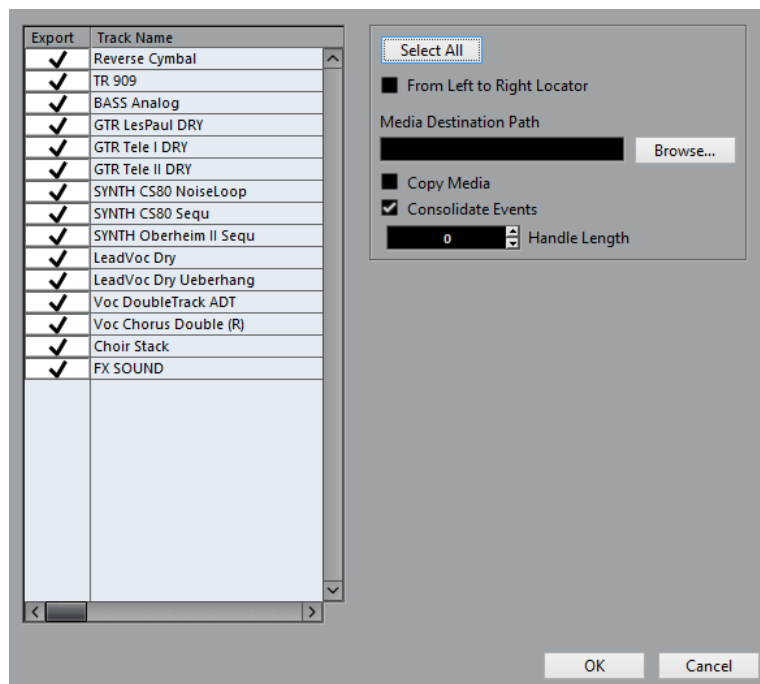 Export Track Name
Reverse Cymbal
TR 909
BASS Analog
GTR LesPaul DRY
GTR Tele I DRY
GTR Tele II DRY
SYNTH CS80 NoiseLoop
SYNTH CS80 Sequ
SYNTH Oberheim II Sequ
LeadVoc Dry
LeadVoc Dry Ueberhang
Voc DoubleTrack ADT
Voc Chorus Double (R)
Choir Stack
FX SOUND
Select All
From Left to Right Locator
Media Destination Path
Browse...
Copy Media
Consolidate Events
0 Handle Length
OK Cancel